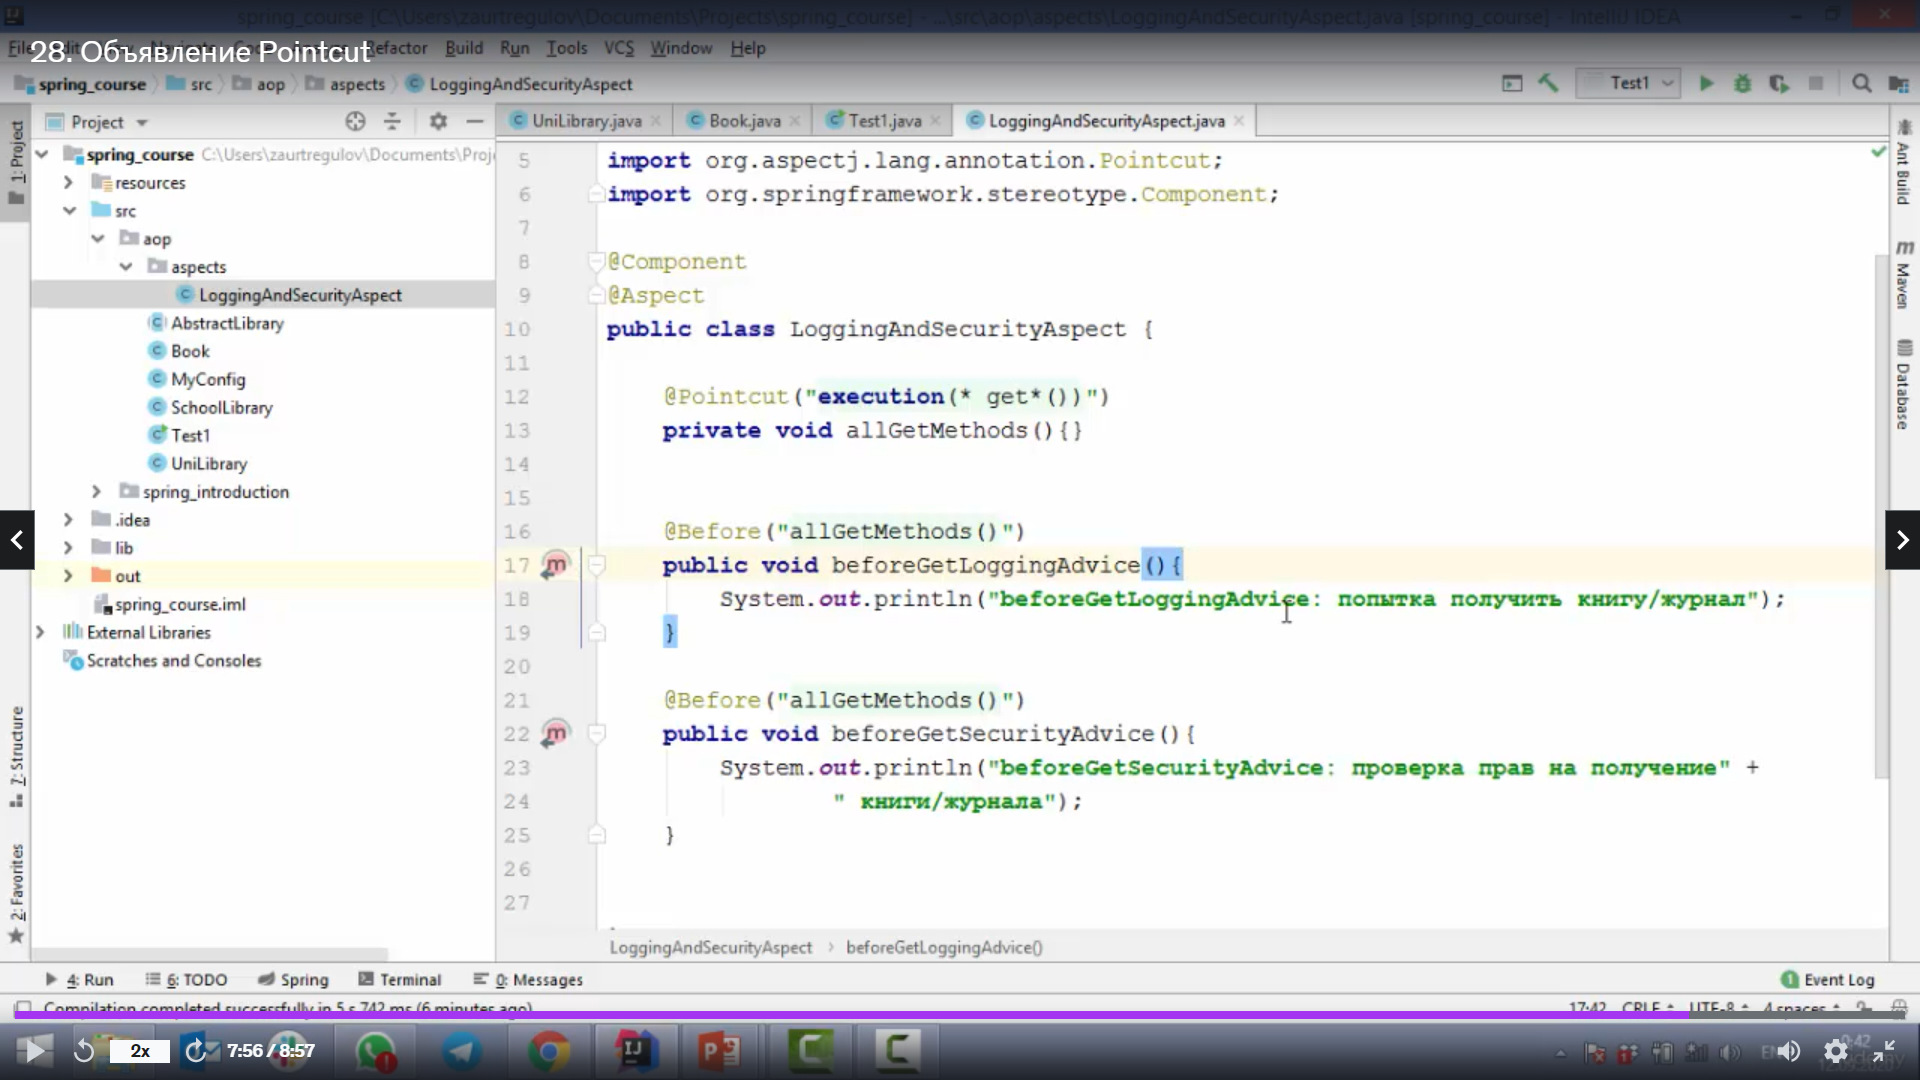 spring_course [C:\Users\zaurtregulov\Documents\Projects\spring_course] - ...\src\aop\aspects\LoggingAndSecurityAspect.java [spring_course] - IntelliJ IDEA
28. Объявление Pointcut
File Refactor Build Run Tools VCS Window Help
spring_course src aop aspects LoggingAndSecurityAspect
Test1
Project
UniLibrary.java Book.java Test1.java LoggingAndSecurityAspect.java
1: Project
7: Structure
2: Favorites
spring_course C:\Users\zaurtregulov\Documents\Proj
resources
src
aop
aspects
LoggingAndSecurityAspect
AbstractLibrary
Book
MyConfig
SchoolLibrary
Test1
UniLibrary
spring_introduction
.idea
lib
out
spring_course.iml
External Libraries
Scratches and Consoles
5 import org.aspectj.lang.annotation.Pointcut;
6 import org.springframework.stereotype.Component;
7
8 @Component
9 @Aspect
10 public class LoggingAndSecurityAspect {
11
12 @Pointcut("execution(* get*())")
13 private void allGetMethods(){}
14
15
16 @Before("allGetMethods()")
17 public void beforeGetLoggingAdvice(){
18 System.out.println("beforeGetLoggingAdvice: попытка получить книгу/журнал");
19 }
20
21 @Before("allGetMethods()")
22 public void beforeGetSecurityAdvice(){
23 System.out.println("beforeGetSecurityAdvice: проверка прав на получение" +
24 " книги/журнала");
25 }
26
27
Ant Build
Maven
Database
LoggingAndSecurityAspect beforeGetLoggingAdvice()
4: Run 6: TODO Spring Terminal 0: Messages
1 Event Log
Compilation completed successfully in 5 s 742 ms (6 minutes ago)
17:42 CRLF UTF-8 4 spaces
2x
7:56 / 8:57